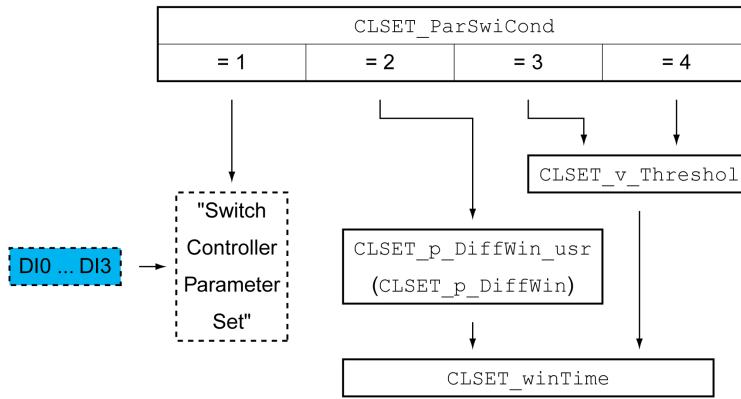 CLSET_ParSwiCond
= 1 = 2 = 3 = 4
CLSET_v_Threshol
"Switch
Controller
Parameter
Set"
DI0 ... DI3
CLSET_p_DiffWin_usr
(CLSET_p_DiffWin)
CLSET_winTime